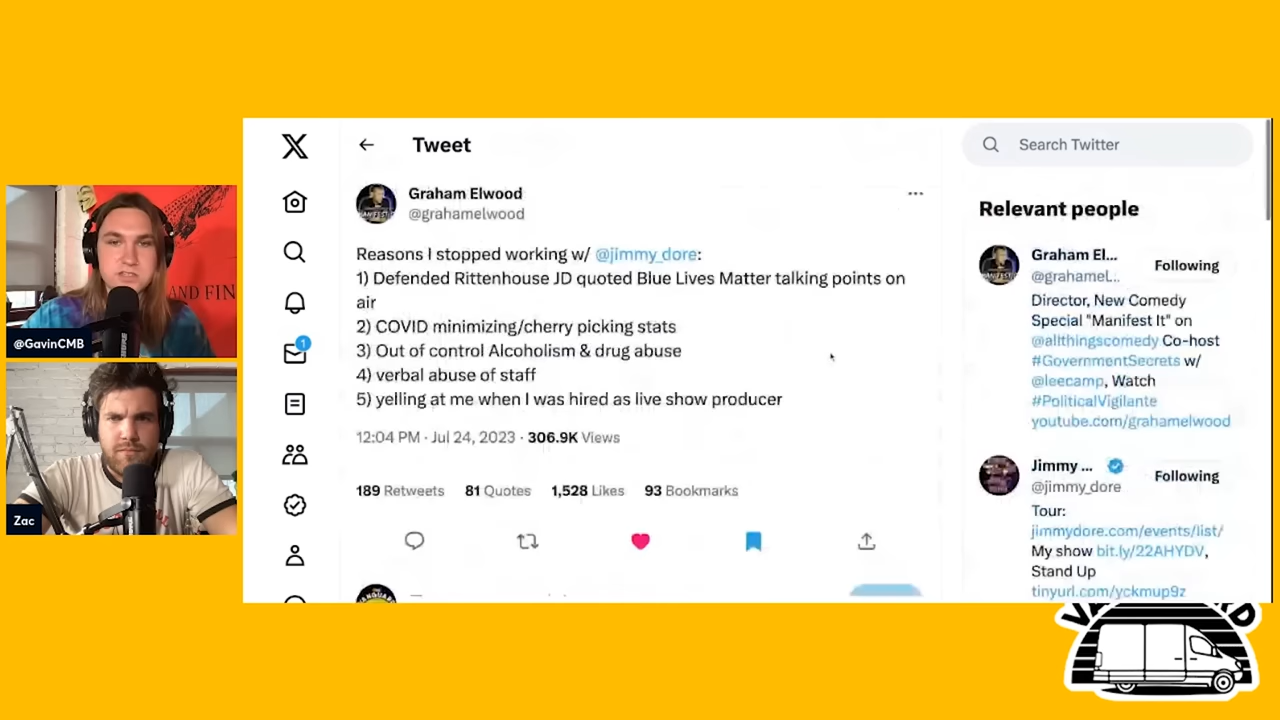 Tweet
Search Twitter
Graham Elwood
@grahamelwood
...
Reasons I stopped working w/ @jimmy_dore:
1) Defended Rittenhouse JD quoted Blue Lives Matter talking points on
air
2) COVID minimizing/cherry picking stats
3) Out of control Alcoholism & drug abuse
4) verbal abuse of staff
5) yelling at me when I was hired as live show producer
12:04 PM · Jul 24, 2023 · 306.9K Views
189 Retweets 81 Quotes 1,528 Likes 93 Bookmarks
Relevant people
Graham El...
@grahamel...
Following
Director, New Comedy
Special "Manifest It" on
@allthingscomedy Co-host
#GovernmentSecrets w/
@leecamp, Watch
#PoliticalVigilante
youtube.com/grahamelwood
Jimmy ...
@jimmy_dore
Following
Tour:
jimmydore.com/events/list/
My show bit.ly/22AHYDV,
Stand Up
tinyurl.com/yckmup9z
1
AND FIN
@GavinCMB
Zac